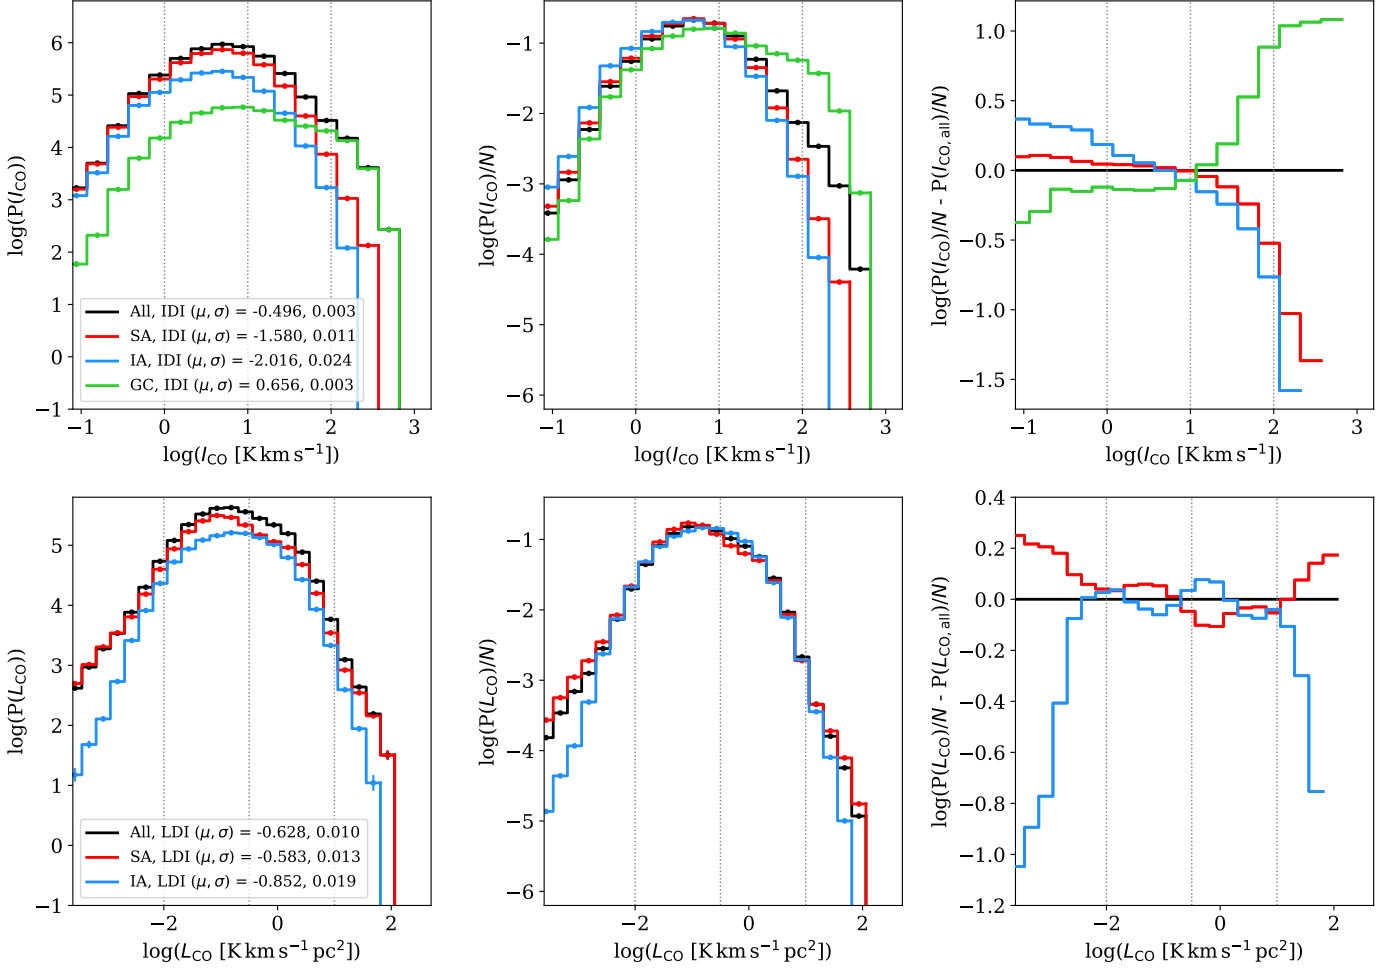 log(P(I_CO))
6
5
4
3
2
1
0
−1
All, IDI (μ, σ) = -0.496, 0.003
SA, IDI (μ, σ) = -1.580, 0.011
IA, IDI (μ, σ) = -2.016, 0.024
GC, IDI (μ, σ) = 0.656, 0.003
−1 0 1 2 3
log(I_CO [K km s⁻¹])
log(P(I_CO)/N)
−1
−2
−3
−4
−5
−6
−1 0 1 2 3
log(I_CO [K km s⁻¹])
log(P(I_CO)/N - P(I_CO, all)/N)
1.0
0.5
0.0
−0.5
−1.0
−1.5
−1 0 1 2 3
log(I_CO [K km s⁻¹])
log(P(L_CO))
5
4
3
2
1
0
−1
All, LDI (μ, σ) = -0.628, 0.010
SA, LDI (μ, σ) = -0.583, 0.013
IA, LDI (μ, σ) = -0.852, 0.019
−2 0 2
log(L_CO [K km s⁻¹ pc²])
log(P(L_CO)/N)
−1
−2
−3
−4
−5
−6
−2 0 2
log(L_CO [K km s⁻¹ pc²])
log(P(L_CO)/N - P(L_CO, all)/N)
0.4
0.2
0.0
−0.2
−0.4
−0.6
−0.8
−1.0
−1.2
−2 0 2
log(L_CO [K km s⁻¹ pc²])